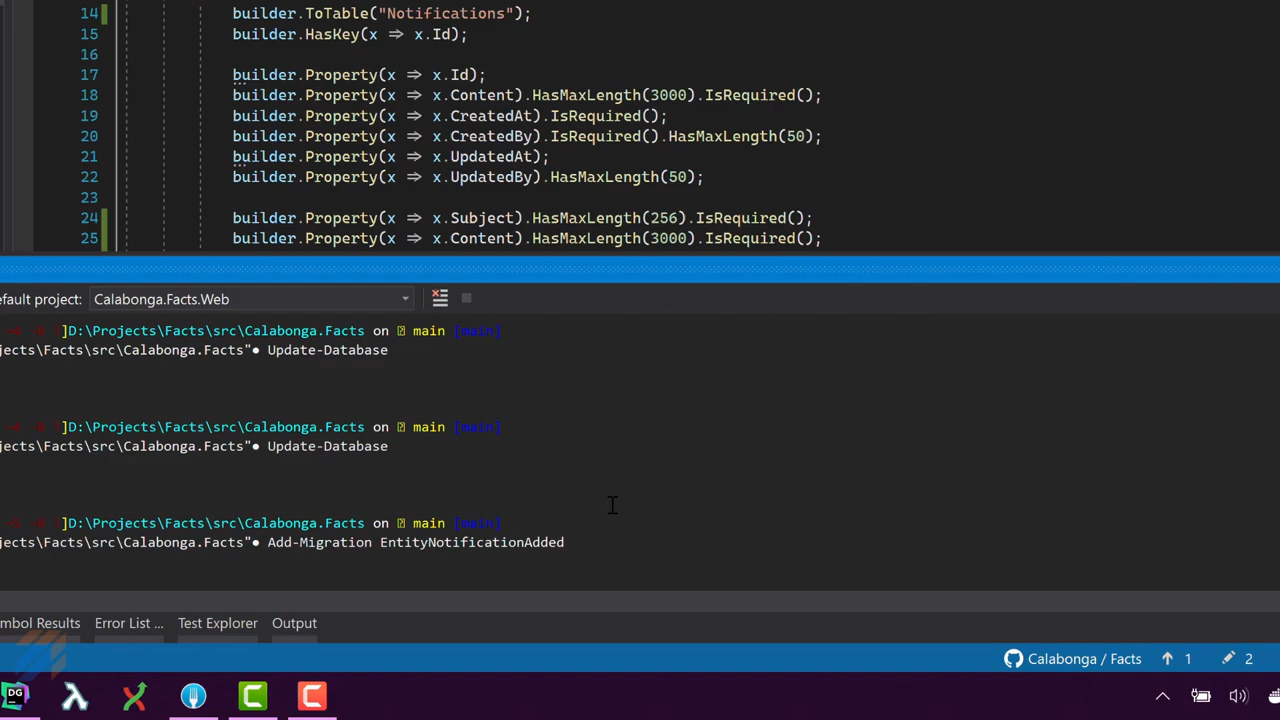 14 builder.ToTable("Notifications");
15 builder.HasKey(x => x.Id);
16
17 builder.Property(x => x.Id);
18 builder.Property(x => x.Content).HasMaxLength(3000).IsRequired();
19 builder.Property(x => x.CreatedAt).IsRequired();
20 builder.Property(x => x.CreatedBy).IsRequired().HasMaxLength(50);
21 builder.Property(x => x.UpdatedAt);
22 builder.Property(x => x.UpdatedBy).HasMaxLength(50);
23
24 builder.Property(x => x.Subject).HasMaxLength(256).IsRequired();
25 builder.Property(x => x.Content).HasMaxLength(3000).IsRequired();
efault project: Calabonga.Facts.Web
]D:\Projects\Facts\src\Calabonga.Facts on main [main]
jects\Facts\src\Calabonga.Facts"● Update-Database
]D:\Projects\Facts\src\Calabonga.Facts on main [main]
jects\Facts\src\Calabonga.Facts"● Update-Database
]D:\Projects\Facts\src\Calabonga.Facts on main [main]
jects\Facts\src\Calabonga.Facts"● Add-Migration EntityNotificationAdded
mbol Results Error List ... Test Explorer Output
Calabonga / Facts 1 2
DG